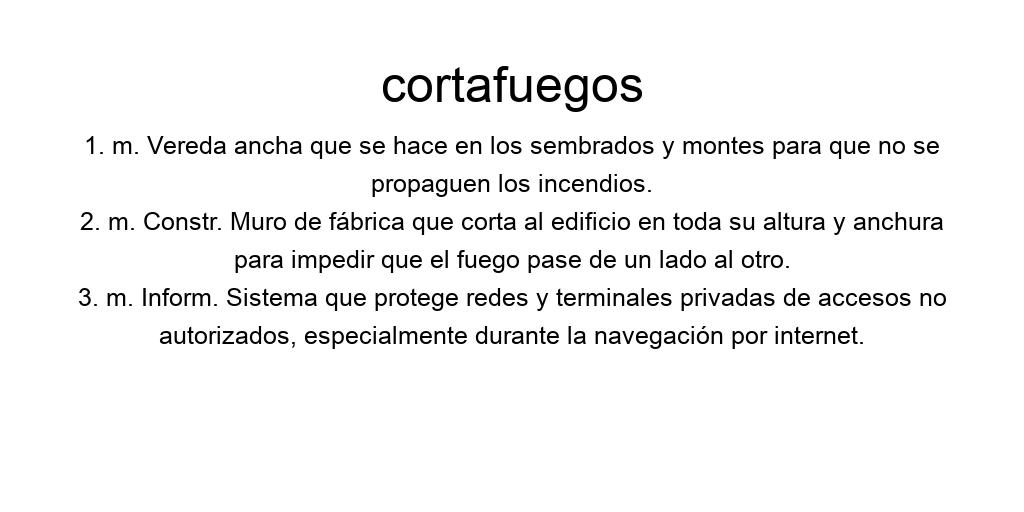 cortafuegos
1. m. Vereda ancha que se hace en los sembrados y montes para que no se
propaguen los incendios.
2. m. Constr. Muro de fábrica que corta al edificio en toda su altura y anchura
para impedir que el fuego pase de un lado al otro.
3. m. Inform. Sistema que protege redes y terminales privadas de accesos no
autorizados, especialmente durante la navegación por internet.